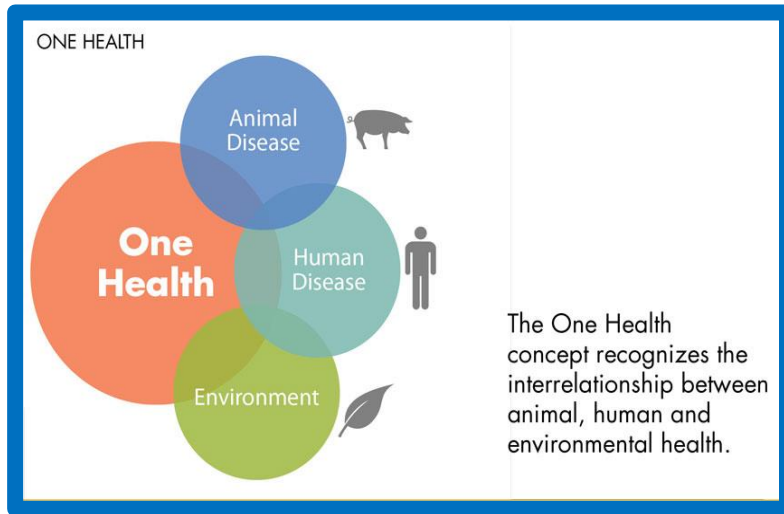 ONE HEALTH
Animal
Disease
One
Health
Human
Disease
Environment
The One Health
concept recognizes the
interrelationship between
animal, human and
environmental health.